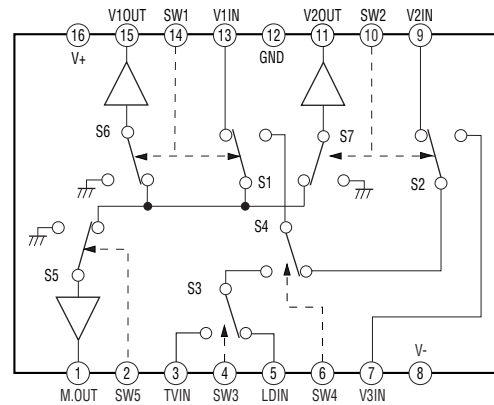 V1OUT SW1 V1IN V2OUT SW2 V2IN
16 15 14 13 12 11 10 9
V+ GND
S6 S7
S1 S2
S4
S5 S3
V-
1 2 3 4 5 6 7 8
M.OUT SW5 TVIN SW3 LDIN SW4 V3IN